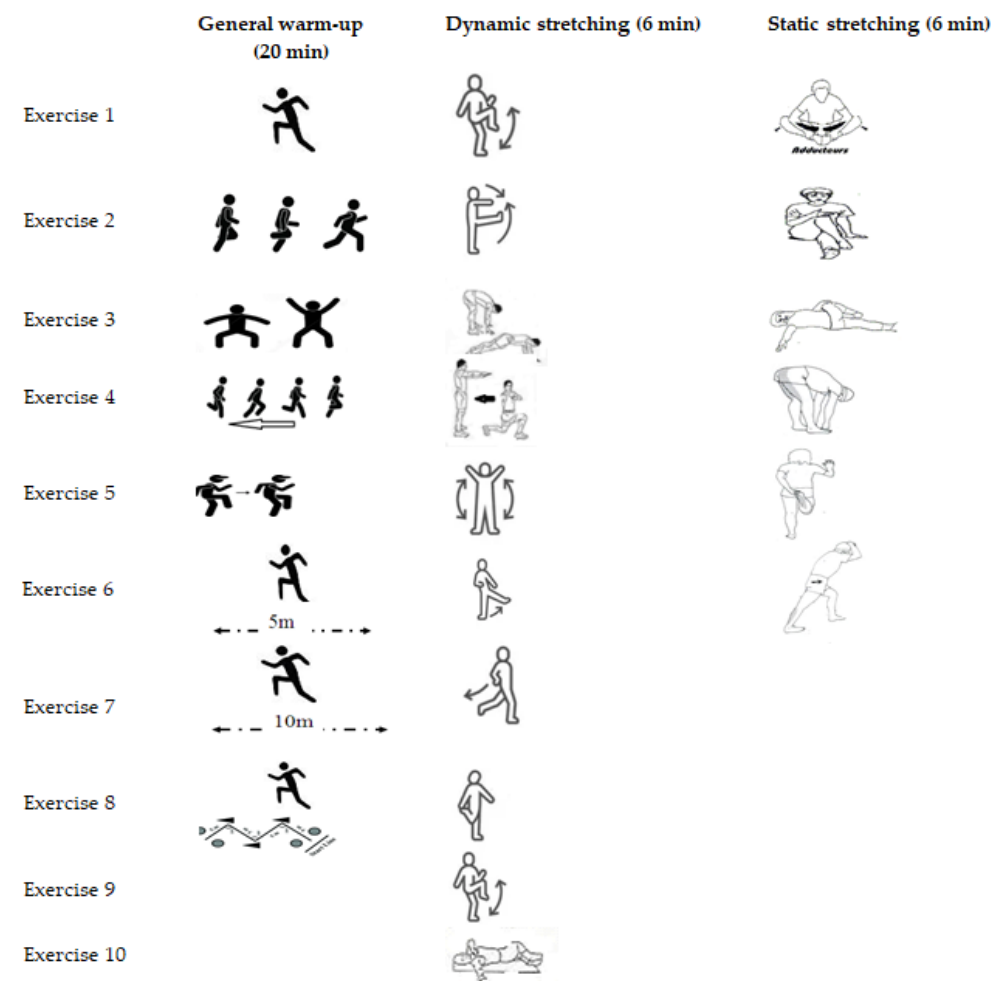 General warm-up
(20 min)
Dynamic stretching (6 min)
Static stretching (6 min)
Exercise 1
Adducteurs
Exercise 2
Exercise 3
Exercise 4
Exercise 5
Exercise 6
5m
Exercise 7
10m
Exercise 8
Exercise 9
Exercise 10